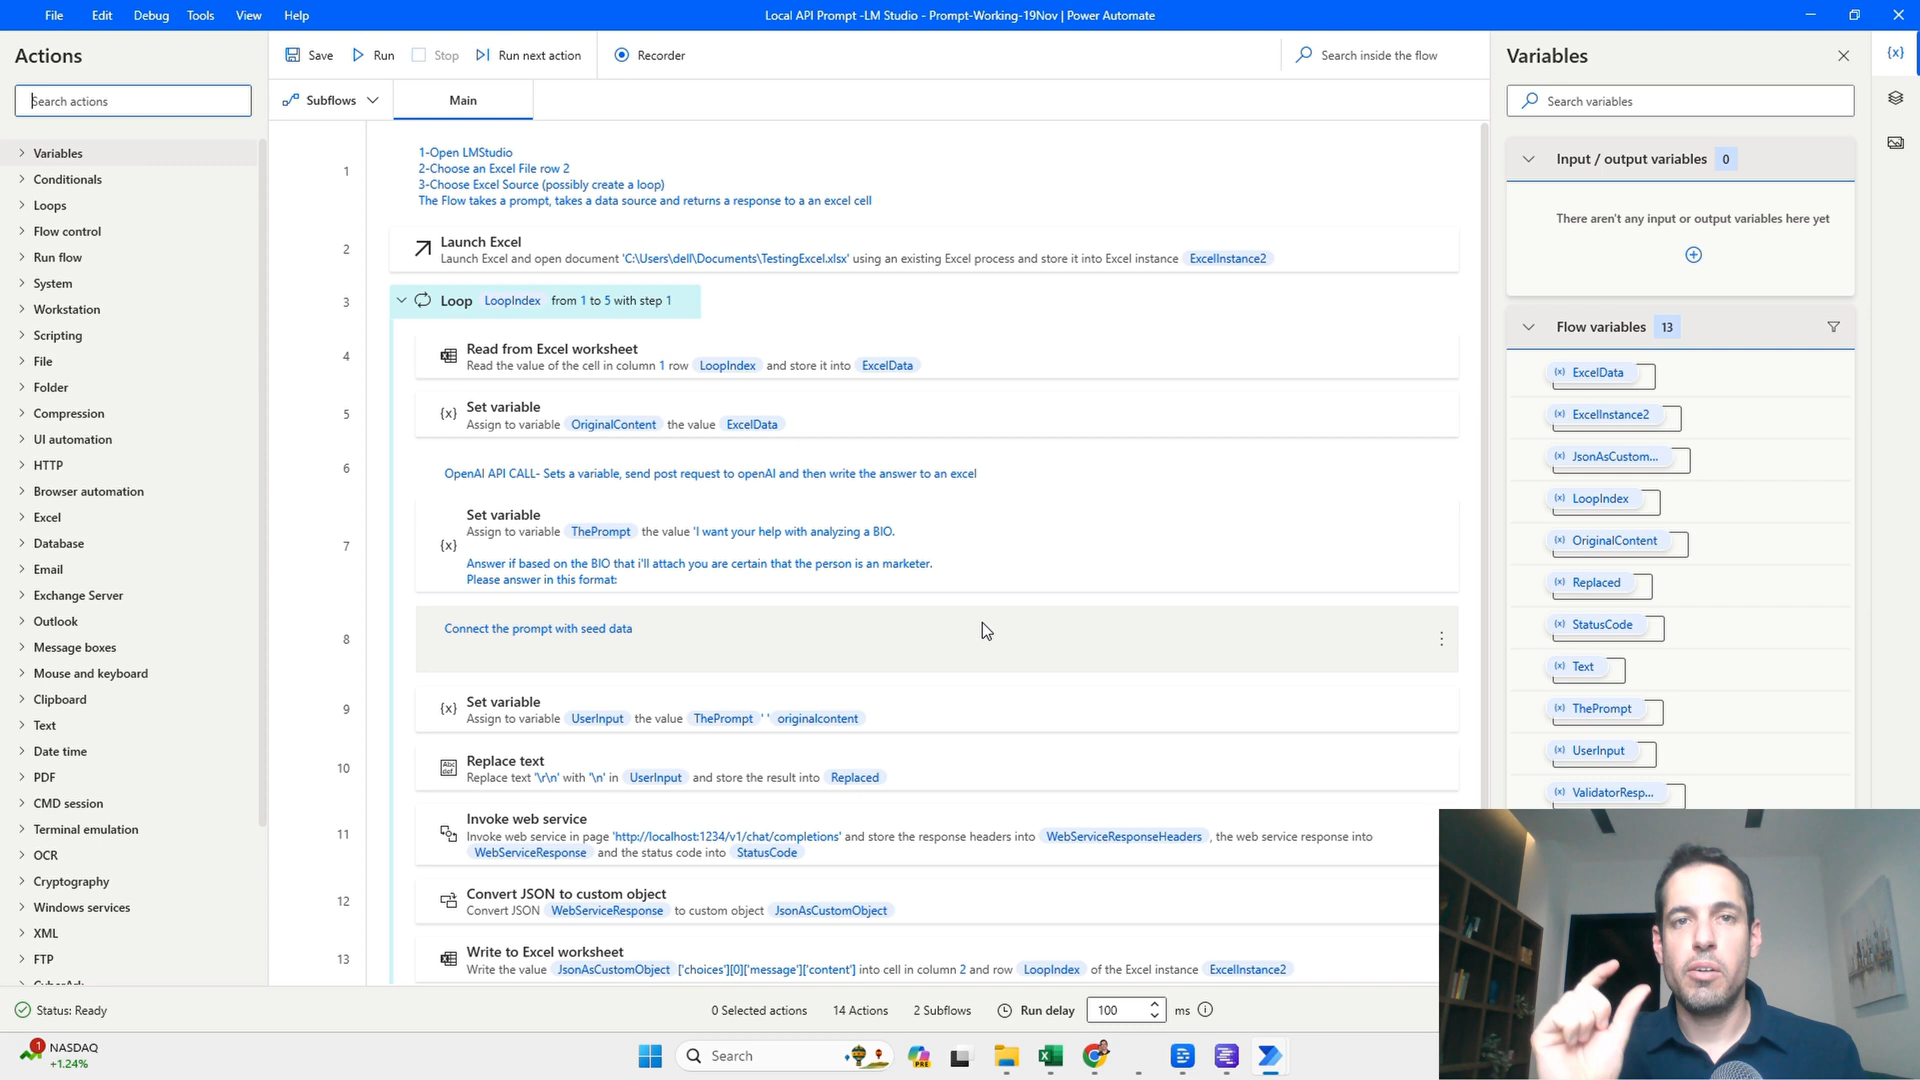 File Edit Debug Tools View Help
Local API Prompt -LM Studio - Prompt-Working-19Nov | Power Automate
Actions
Search actions
Variables
Conditionals
Loops
Flow control
Run flow
System
Workstation
Scripting
File
Folder
Compression
UI automation
HTTP
Browser automation
Excel
Database
Email
Exchange Server
Outlook
Message boxes
Mouse and keyboard
Clipboard
Text
Date time
PDF
CMD session
Terminal emulation
OCR
Cryptography
Windows services
XML
FTP
CyberArk
Save Run Stop Run next action Recorder
Search inside the flow
Subflows Main
1
1-Open LMStudio
2-Choose an Excel File row 2
3-Choose Excel Source (possibly create a loop)
The Flow takes a prompt, takes a data source and returns a response to a an excel cell
2
Launch Excel
Launch Excel and open document 'C:\Users\dell\Documents\TestingExcel.xlsx' using an existing Excel process and store it into Excel instance ExcelInstance2
3
Loop LoopIndex from 1 to 5 with step 1
4
Read from Excel worksheet
Read the value of the cell in column 1 row LoopIndex and store it into ExcelData
5
Set variable
Assign to variable OriginalContent the value ExcelData
6
OpenAI API CALL- Sets a variable, send post request to openAI and then write the answer to an excel
7
Set variable
Assign to variable ThePrompt the value 'I want your help with analyzing a BIO.
Answer if based on the BIO that i'll attach you are certain that the person is an marketer.
Please answer in this format:
8
Connect the prompt with seed data
9
Set variable
Assign to variable UserInput the value ThePrompt ' ' originalcontent
10
Replace text
Replace text '\r\n' with '\n' in UserInput and store the result into Replaced
11
Invoke web service
Invoke web service in page 'http://localhost:1234/v1/chat/completions' and store the response headers into WebServiceResponseHeaders , the web service response into
WebServiceResponse and the status code into StatusCode
12
Convert JSON to custom object
Convert JSON WebServiceResponse to custom object JsonAsCustomObject
13
Write to Excel worksheet
Write the value JsonAsCustomObject ['choices'][0]['message']['content'] into cell in column 2 and row LoopIndex of the Excel instance ExcelInstance2
Variables
{x}
Search variables
Input / output variables 0
There aren't any input or output variables here yet
Flow variables 13
(x) ExcelData
(x) ExcelInstance2
(x) JsonAsCustom...
(x) LoopIndex
(x) OriginalContent
(x) Replaced
(x) StatusCode
(x) Text
(x) ThePrompt
(x) UserInput
(x) ValidatorResp...
Status: Ready
0 Selected actions 14 Actions 2 Subflows Run delay 100 ms
1
NASDAQ
+1.24%
Search
PRE